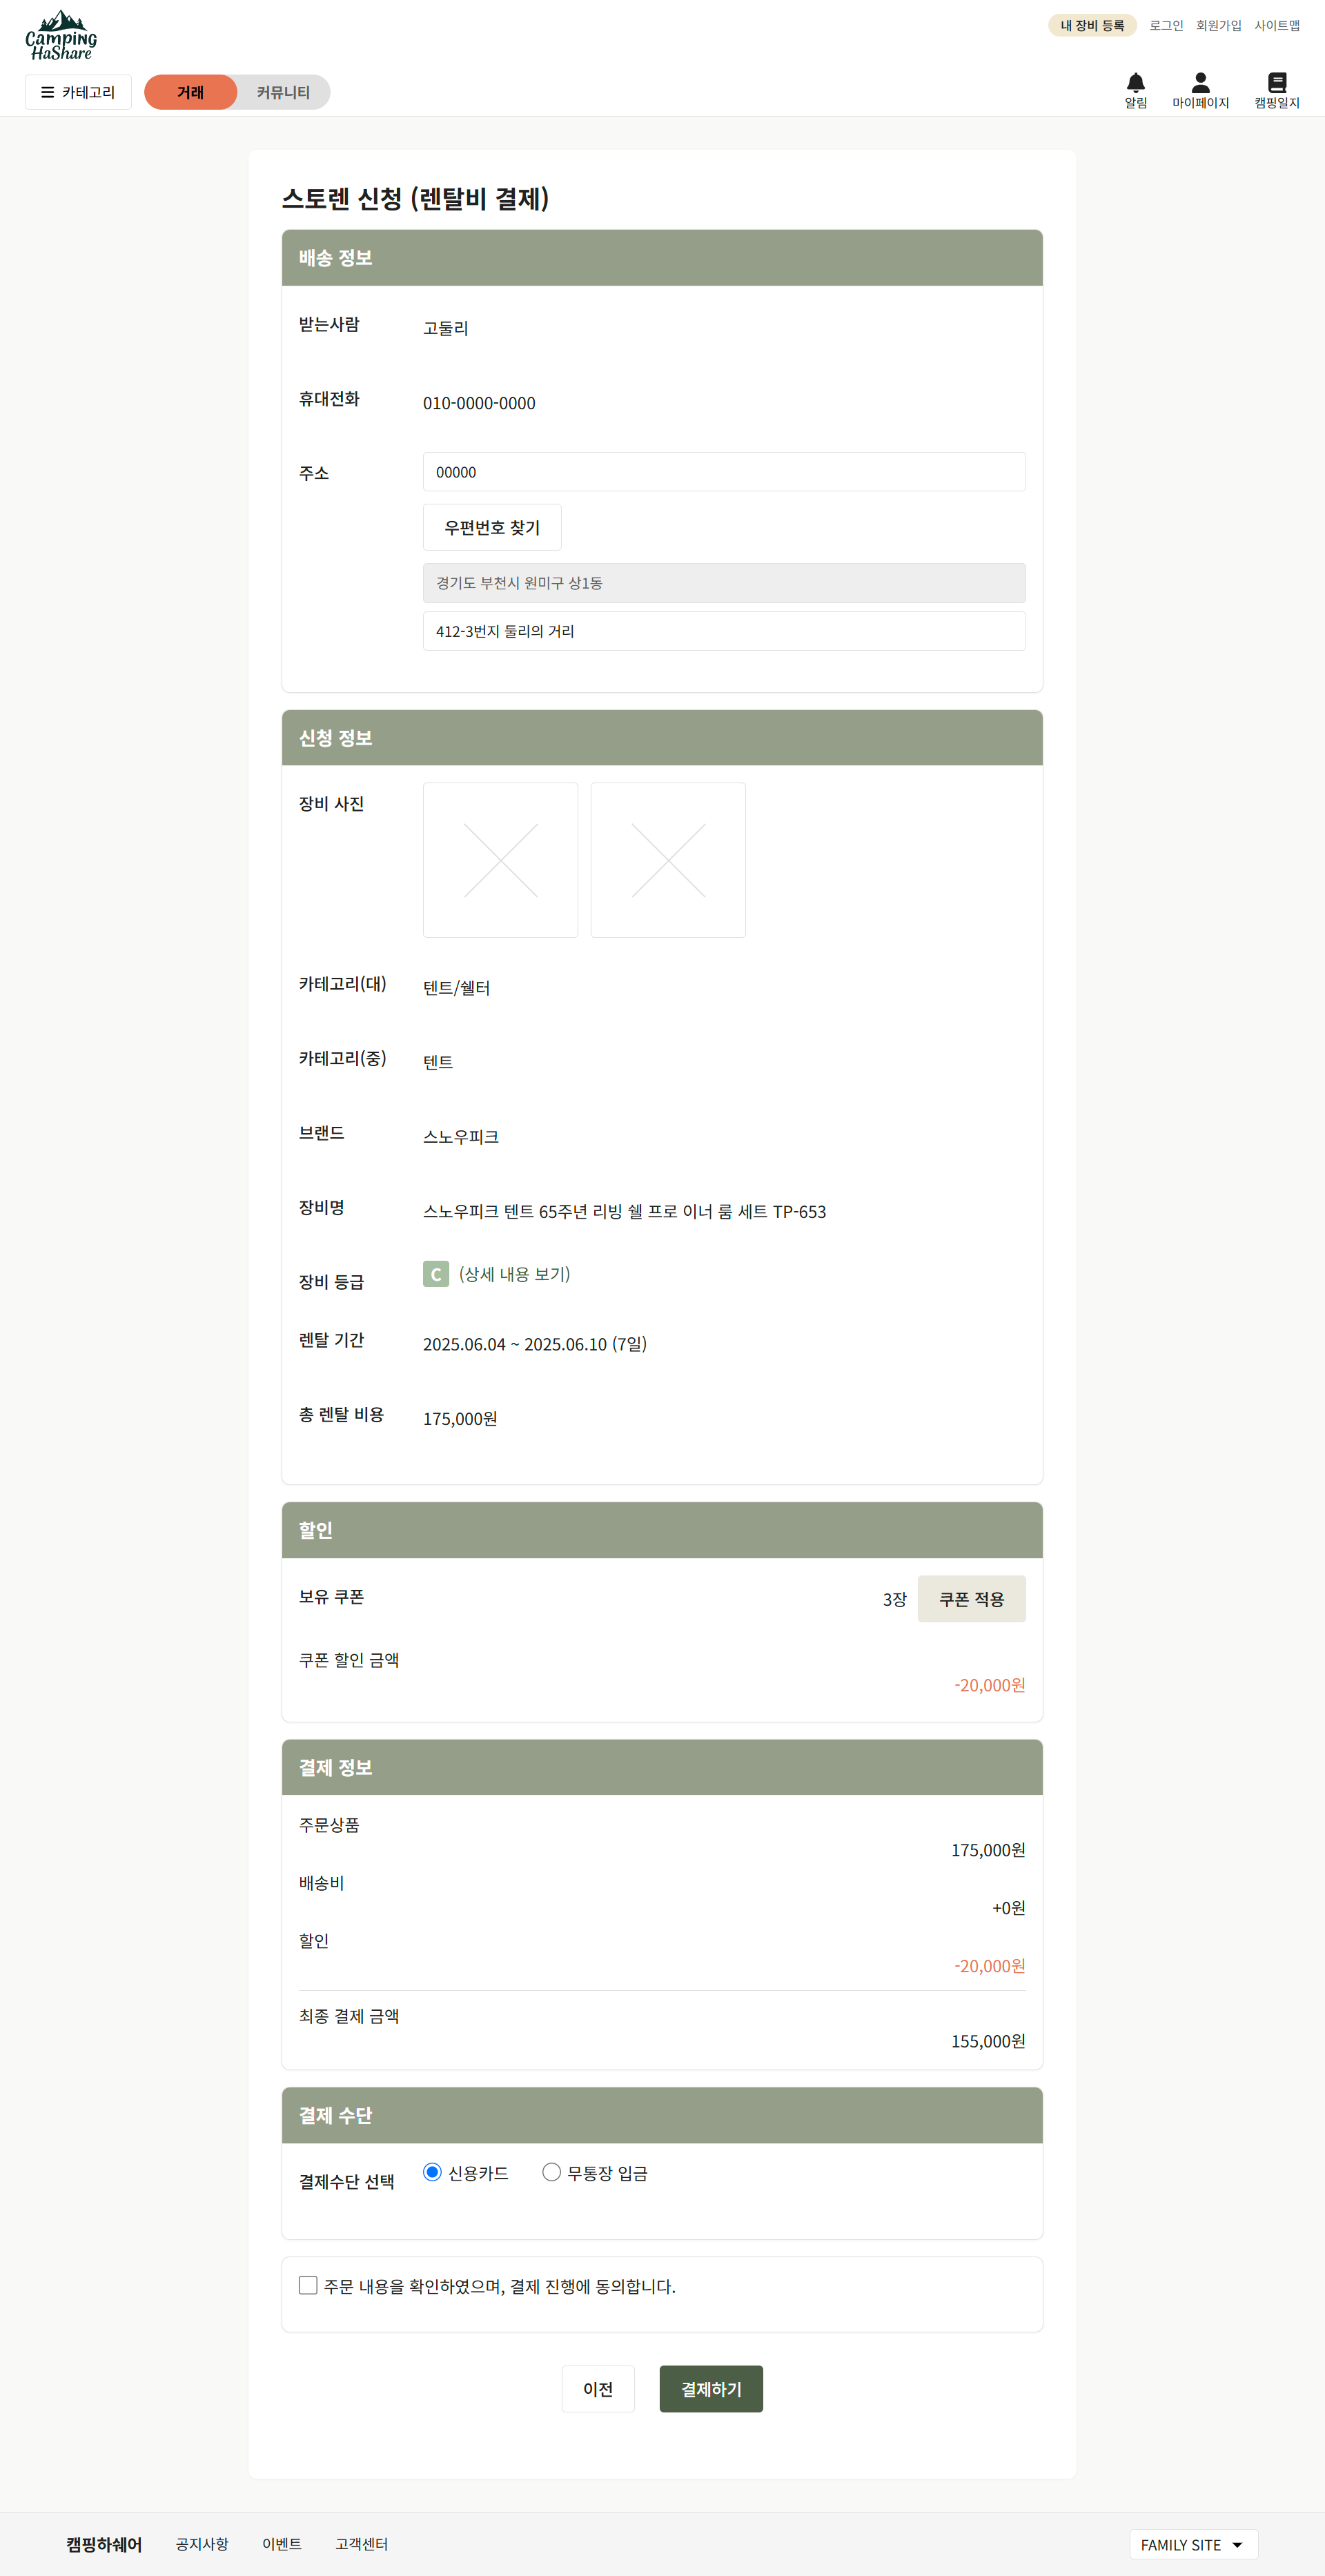 Camping
HaShare
내 장비 등록 로그인 회원가입 사이트맵
카테고리 거래 커뮤니티
알림 마이페이지 캠핑일지
스토렌 신청 (렌탈비 결제)
배송 정보
받는사람 고둘리
휴대전화 010-0000-0000
주소 00000
우편번호 찾기
경기도 부천시 원미구 상1동
412-3번지 둘리의 거리
신청 정보
장비 사진
카테고리(대) 텐트/쉘터
카테고리(중) 텐트
브랜드 스노우피크
장비명 스노우피크 텐트 65주년 리빙 쉘 프로 이너 룸 세트 TP-653
장비 등급 C (상세 내용 보기)
렌탈 기간 2025.06.04 ~ 2025.06.10 (7일)
총 렌탈 비용 175,000원
할인
보유 쿠폰 3장 쿠폰 적용
쿠폰 할인 금액
-20,000원
결제 정보
주문상품
175,000원
배송비
+0원
할인
-20,000원
최종 결제 금액
155,000원
결제 수단
결제수단 선택 신용카드 무통장 입금
주문 내용을 확인하였으며, 결제 진행에 동의합니다.
이전 결제하기
캠핑하쉐어 공지사항 이벤트 고객센터 FAMILY SITE